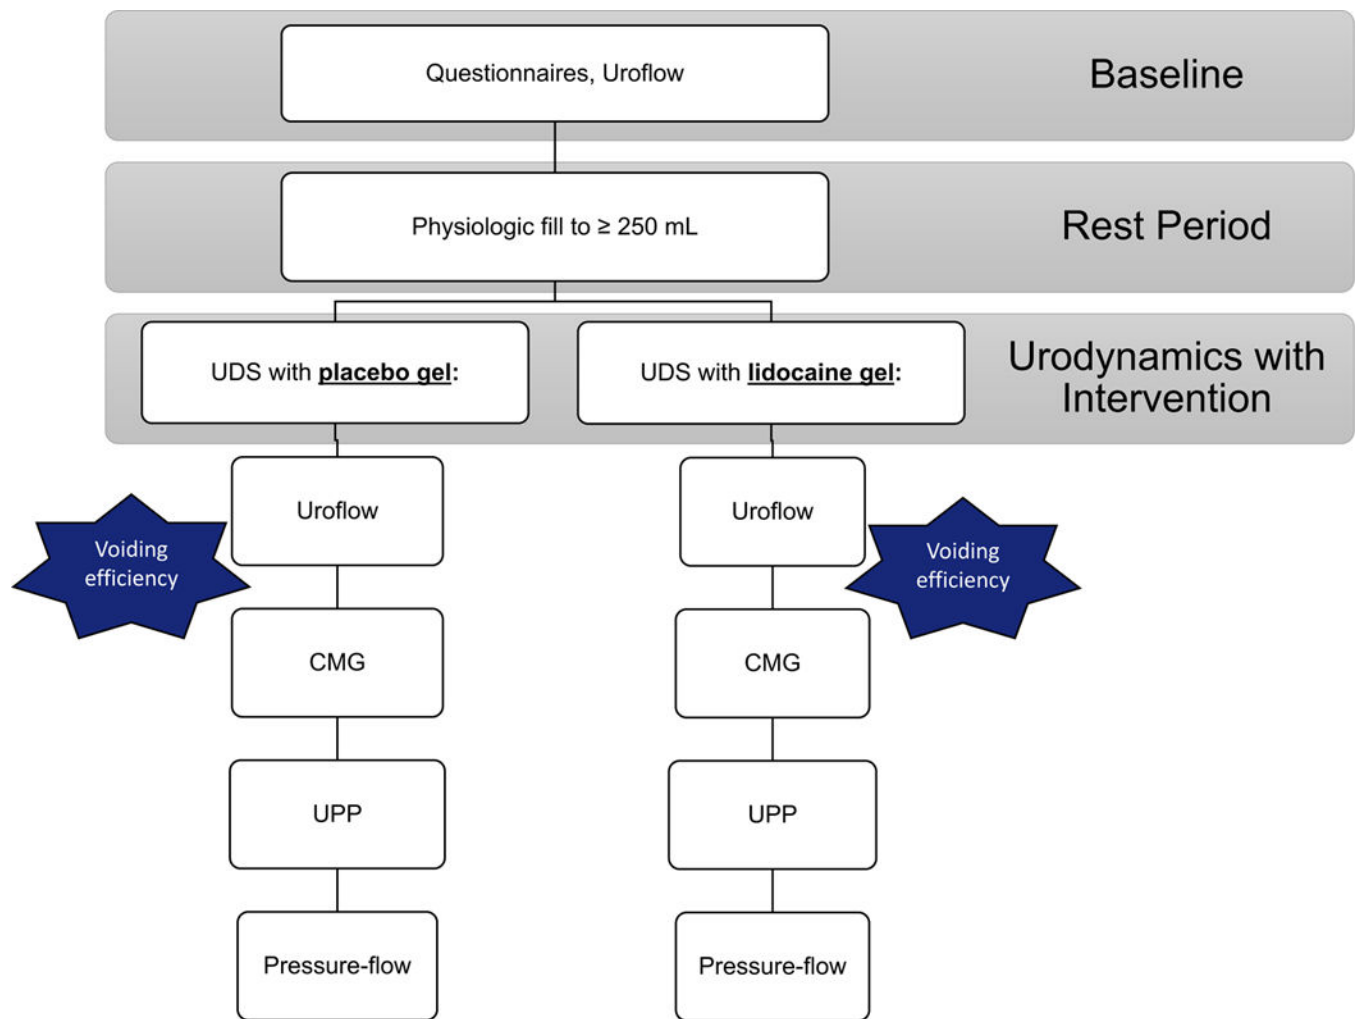 Questionnaires, Uroflow
Baseline
Physiologic fill to ≥ 250 mL
Rest Period
UDS with placebo gel:
UDS with lidocaine gel:
Urodynamics with
Intervention
Uroflow
Voiding
efficiency
CMG
UPP
Pressure-flow
Uroflow
Voiding
efficiency
CMG
UPP
Pressure-flow